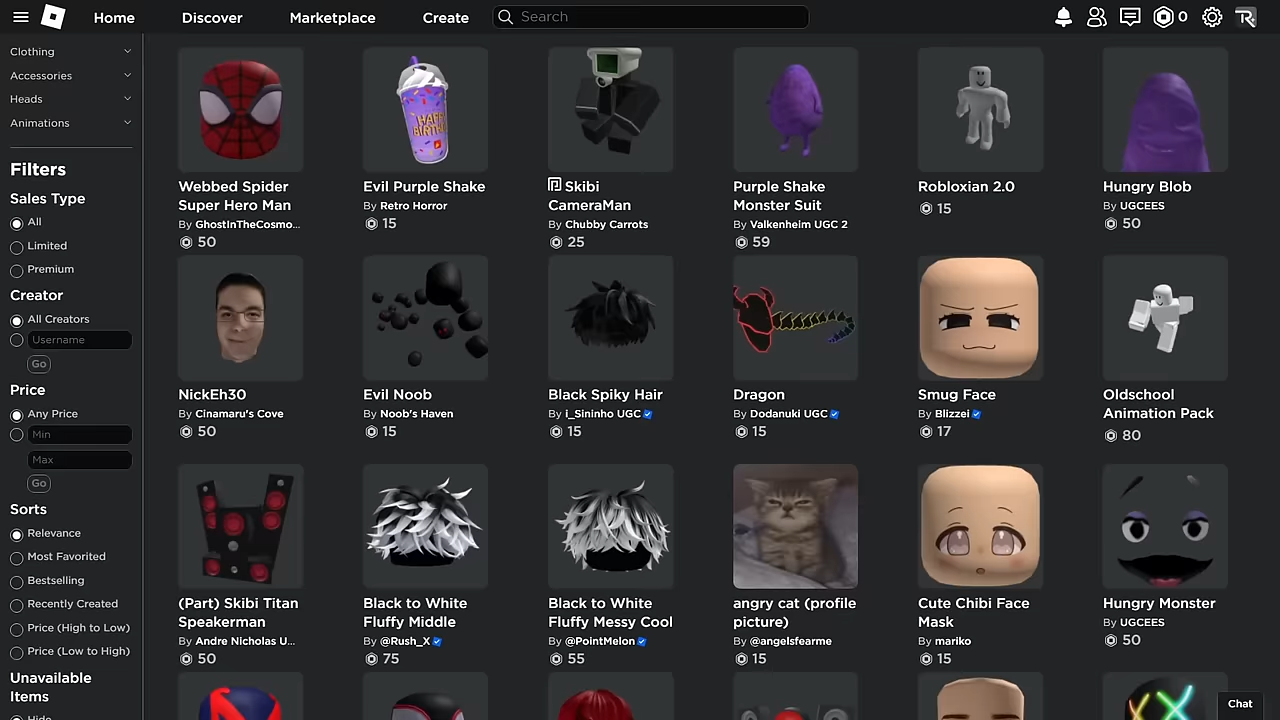 Home
Discover
Marketplace
Create
Search
0
Clothing
Accessories
Heads
Animations
Filters
Sales Type
All
Limited
Premium
Creator
All Creators
Username
Go
Price
Any Price
Min
Max
Go
Sorts
Relevance
Most Favorited
Bestselling
Recently Created
Price (High to Low)
Price (Low to High)
Unavailable
Items
Hide
Webbed Spider
Super Hero Man
By GhostInTheCosmo...
50
HAPPY
BIRTHDAY
Evil Purple Shake
By Retro Horror
15
Skibi
CameraMan
By Chubby Carrots
25
Purple Shake
Monster Suit
By Valkenheim UGC 2
59
Robloxian 2.0
15
Hungry Blob
By UGCEES
50
NickEh30
By Cinamaru's Cove
50
Evil Noob
By Noob's Haven
15
Black Spiky Hair
By i_Sininho UGC
15
Dragon
By Dodanuki UGC
15
Smug Face
By Blizzei
17
Oldschool
Animation Pack
80
(Part) Skibi Titan
Speakerman
By Andre Nicholas U...
50
Black to White
Fluffy Middle
By @Rush_X
75
Black to White
Fluffy Messy Cool
By @PointMelon
55
angry cat (profile
picture)
By @angelsfearme
15
Cute Chibi Face
Mask
By mariko
15
Hungry Monster
By UGCEES
50
Chat